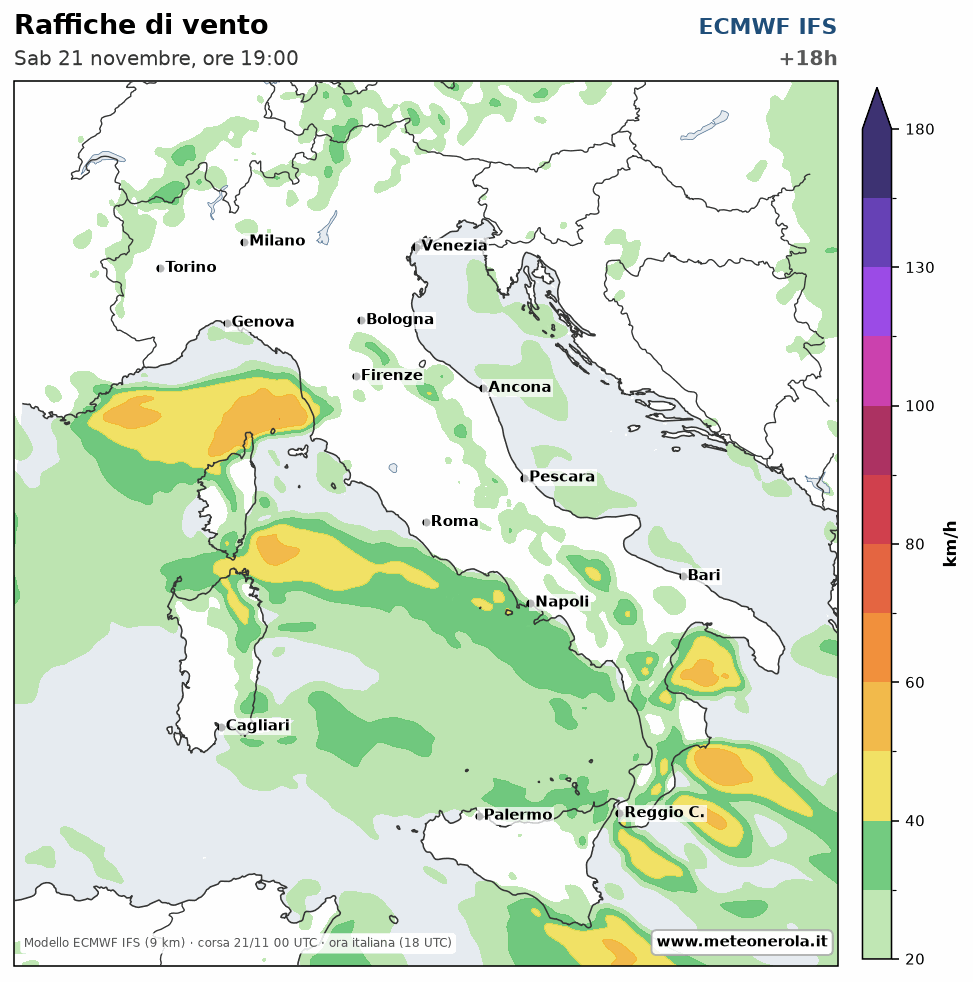 Raffiche di vento
ECMWF IFS
Sab 21 novembre, ore 19:00
+18h
180
Milano
Venezia
Torino
130
Genova
Bologna
Firenze
Ancona
100
Pescara
Roma
80
km/h
Bari
Napoli
60
Cagliari
Palermo
Reggio C.
40
Modello ECMWF IFS (9 km) · corsa 21/11 00 UTC · ora italiana (18 UTC)
www.meteonerola.it
20